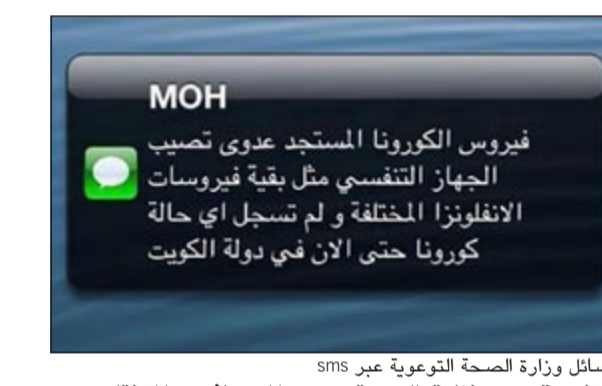 MOH
فيروس الكورونا المستجد عدوى تصيب
الجهاز التنفسي مثل بقية فيروسات
الانفلونزا المختلفة و لم تسجل اي حالة
كورونا حتى الان في دولة الكويت
وزارة الصحة التوعوية عبر sms